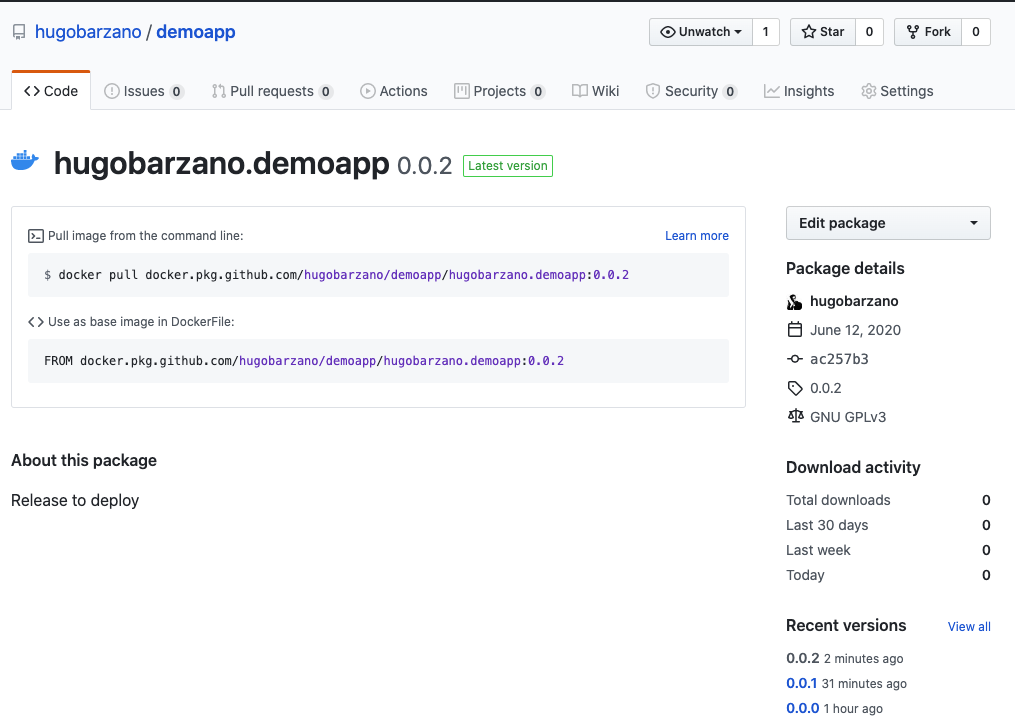 hugobarzano / demoapp
Unwatch 1 Star 0 Fork 0
Code Issues 0 Pull requests 0 Actions Projects 0 Wiki Security 0 Insights Settings
hugobarzano.demoapp 0.0.2 Latest version
Pull image from the command line: Learn more
$ docker pull docker.pkg.github.com/hugobarzano/demoapp/hugobarzano.demoapp:0.0.2
Use as base image in DockerFile:
FROM docker.pkg.github.com/hugobarzano/demoapp/hugobarzano.demoapp:0.0.2
About this package
Release to deploy
Edit package
Package details
hugobarzano
June 12, 2020
ac257b3
0.0.2
GNU GPLv3
Download activity
Total downloads 0
Last 30 days 0
Last week 0
Today 0
Recent versions View all
0.0.2 2 minutes ago
0.0.1 31 minutes ago
0.0.0 1 hour ago